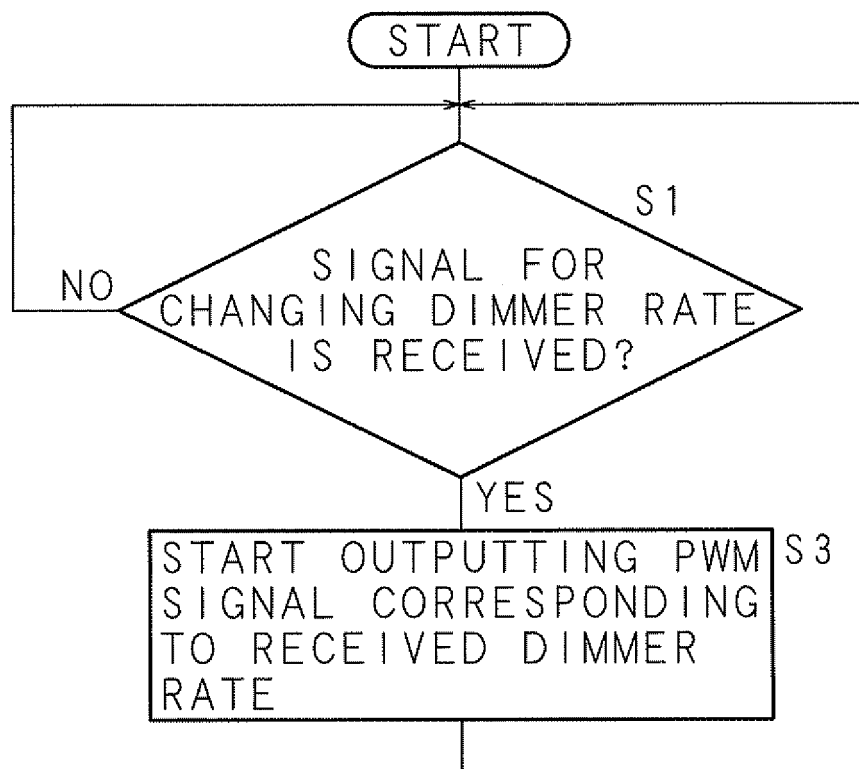 START
S1
SIGNAL FOR
CHANGING DIMMER RATE
IS RECEIVED?
NO
YES
START OUTPUTTING PWM
SIGNAL CORRESPONDING
TO RECEIVED DIMMER
RATE
S3